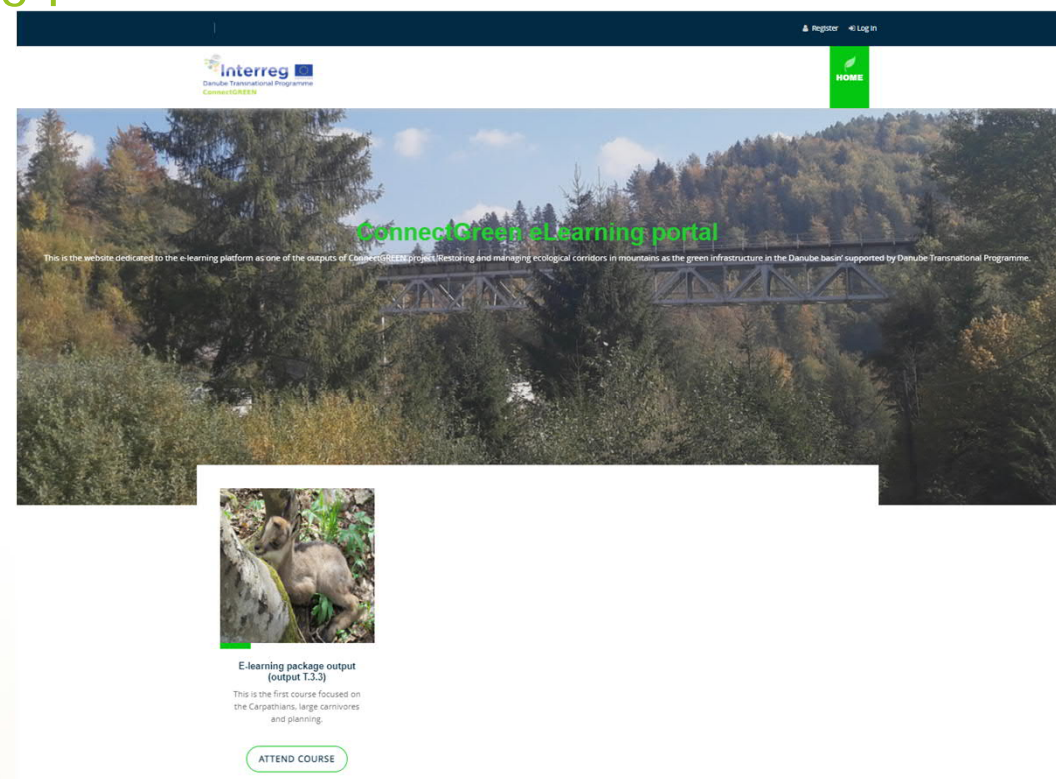 Register Log in
Interreg
Danube Transnational Programme
ConnectGREEN
HOME
ConnectGreen eLearning portal
This is the website dedicated to the e-learning platform as one of the outputs of ConnectGREEN project 'Restoring and managing ecological corridors in mountains as the green infrastructure in the Danube basin' supported by Danube Transnational Programme.
E-learning package output
(output T.3.3)
This is the first course focused on
the Carpathians, large carnivores
and planning.
ATTEND COURSE